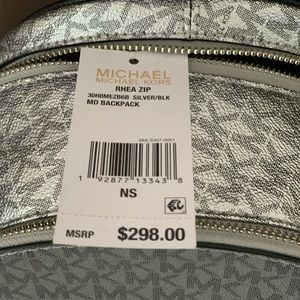 MICHAEL
MICHAEL KORS
RHEA ZIP
30H8MEZB6B SILVER/BLK
MD BACKPACK
1 92877 13343 8
NS
MSRP $298.00